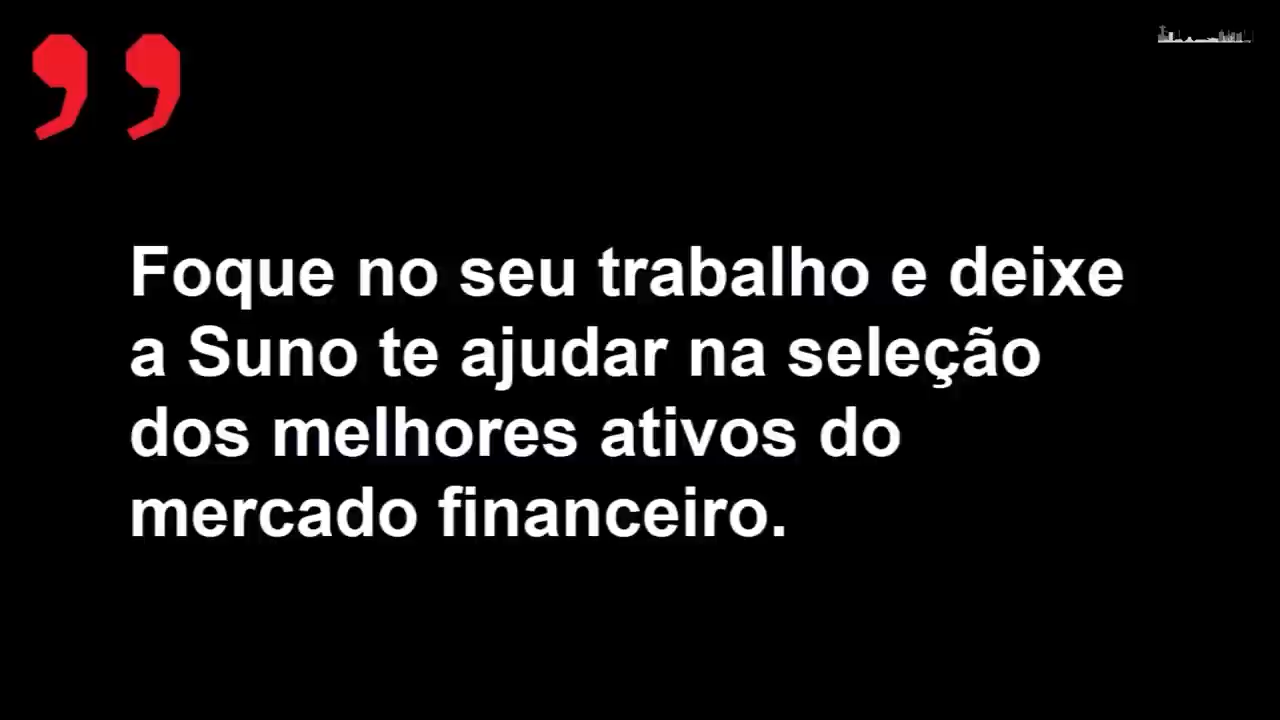 Foque no seu trabalho e deixe
a Suno te ajudar na seleção
dos melhores ativos do
mercado financeiro.